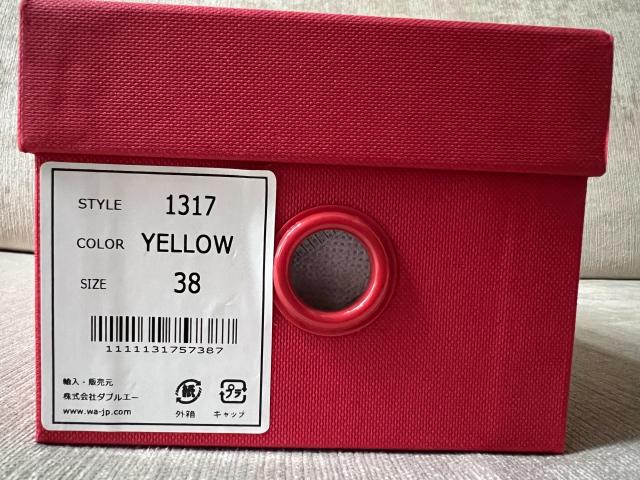 STYLE 1317
COLOR YELLOW
SIZE 38
1111131757387
輸入・販売元
株式会社ダブルエー
www.wa-jp.com
紙 プラ
外箱 キャップ